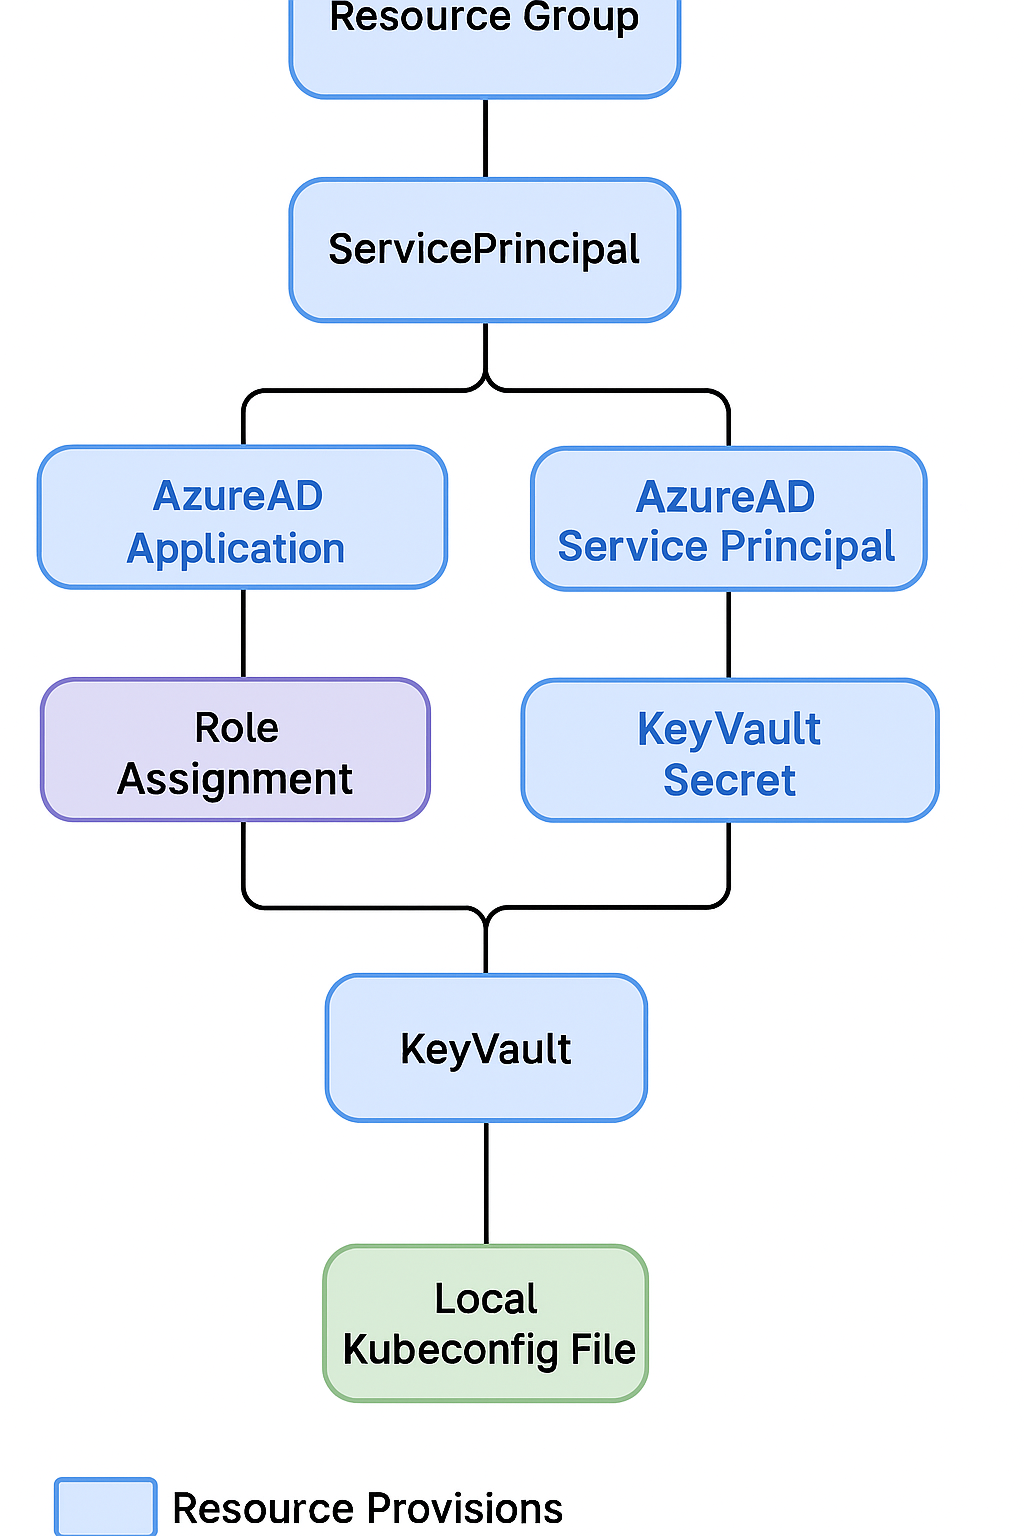 Resource Group
ServicePrincipal
AzureAD
Application
AzureAD
Service Principal
Role
Assignment
KeyVault
Secret
KeyVault
Local
Kubeconfig File
Resource Provisions